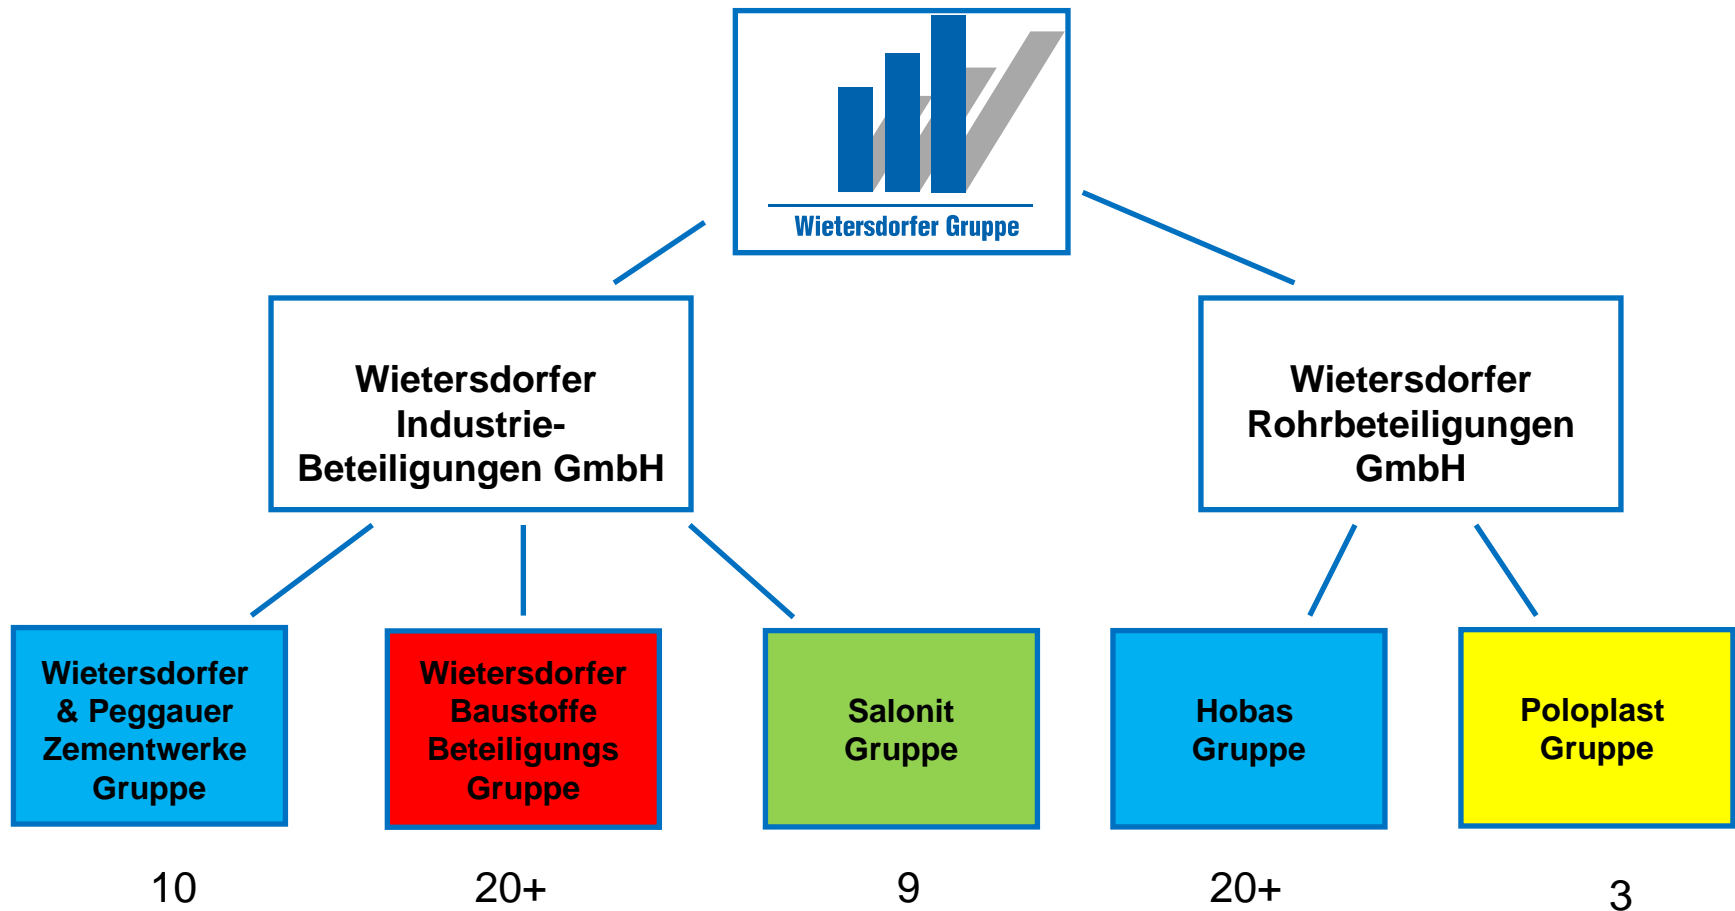 Wietersdorfer Gruppe
Wietersdorfer
Industrie-
Beteiligungen GmbH
Wietersdorfer
Rohrbeteiligungen
GmbH
Wietersdorfer
& Peggauer
Zementwerke
Gruppe
Wietersdorfer
Baustoffe
Beteiligungs
Gruppe
Salonit
Gruppe
Hobas
Gruppe
Poloplast
Gruppe
10
20+
9
20+
3